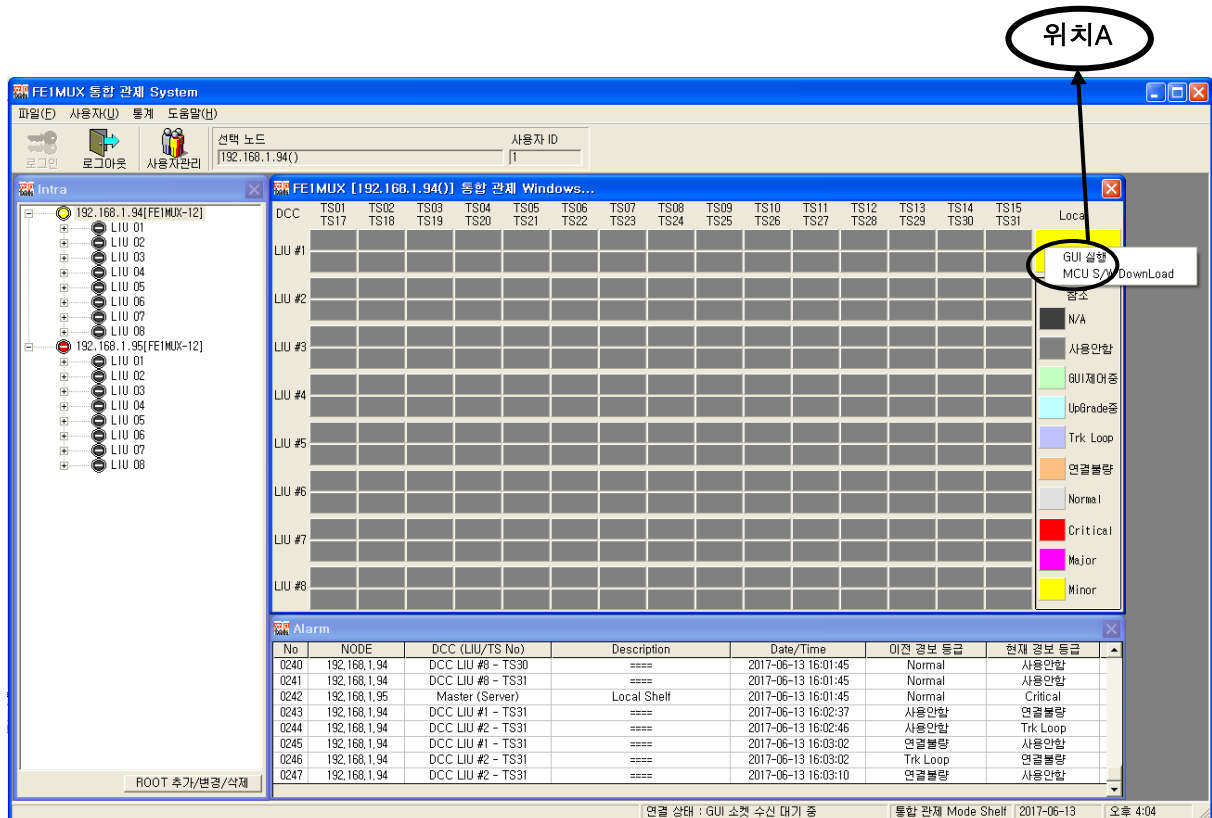 위치A
FE1MUX 통합 관제 System
파일(F) 사용자(U) 통계 도움말(H)
로그인 로그아웃 사용자관리
선택 노드 사용자 ID
192.168.1.94() 1
Intra
192.168.1.94[FE1MUX-12]
LIU 01
LIU 02
LIU 03
LIU 04
LIU 05
LIU 06
LIU 07
LIU 08
192.168.1.95[FE1MUX-12]
LIU 01
LIU 02
LIU 03
LIU 04
LIU 05
LIU 06
LIU 07
LIU 08
ROOT 추가/변경/삭제
FE1MUX [192.168.1.94()] 통합 관제 Windows...
DCC TS01 TS02 TS03 TS04 TS05 TS06 TS07 TS08 TS09 TS10 TS11 TS12 TS13 TS14 TS15 Local
TS17 TS18 TS19 TS20 TS21 TS22 TS23 TS24 TS25 TS26 TS27 TS28 TS29 TS30 TS31
LIU #1
LIU #2
LIU #3
LIU #4
LIU #5
LIU #6
LIU #7
LIU #8
GUI 실행
MCU S/W DownLoad
참조
N/A
사용안함
GUI제어중
UpGrade중
Trk Loop
연결불량
Normal
Critical
Major
Minor
Alarm
No NODE DCC (LIU/TS No) Description Date/Time 이전 경보 등급 현재 경보 등급
0240 192.168.1.94 DCC LIU #8 - TS30 ==== 2017-06-13 16:01:45 Normal 사용안함
0241 192.168.1.94 DCC LIU #8 - TS31 ==== 2017-06-13 16:01:45 Normal 사용안함
0242 192.168.1.95 Master (Server) Local Shelf 2017-06-13 16:01:45 Normal Critical
0243 192.168.1.94 DCC LIU #1 - TS31 ==== 2017-06-13 16:02:37 사용안함 연결불량
0244 192.168.1.94 DCC LIU #2 - TS31 ==== 2017-06-13 16:02:46 사용안함 Trk Loop
0245 192.168.1.94 DCC LIU #1 - TS31 ==== 2017-06-13 16:03:02 연결불량 사용안함
0246 192.168.1.94 DCC LIU #2 - TS31 ==== 2017-06-13 16:03:02 Trk Loop 연결불량
0247 192.168.1.94 DCC LIU #2 - TS31 ==== 2017-06-13 16:03:10 연결불량 사용안함
연결 상태 : GUI 소켓 수신 대기 중 통합 관제 Mode Shelf 2017-06-13 오후 4:04